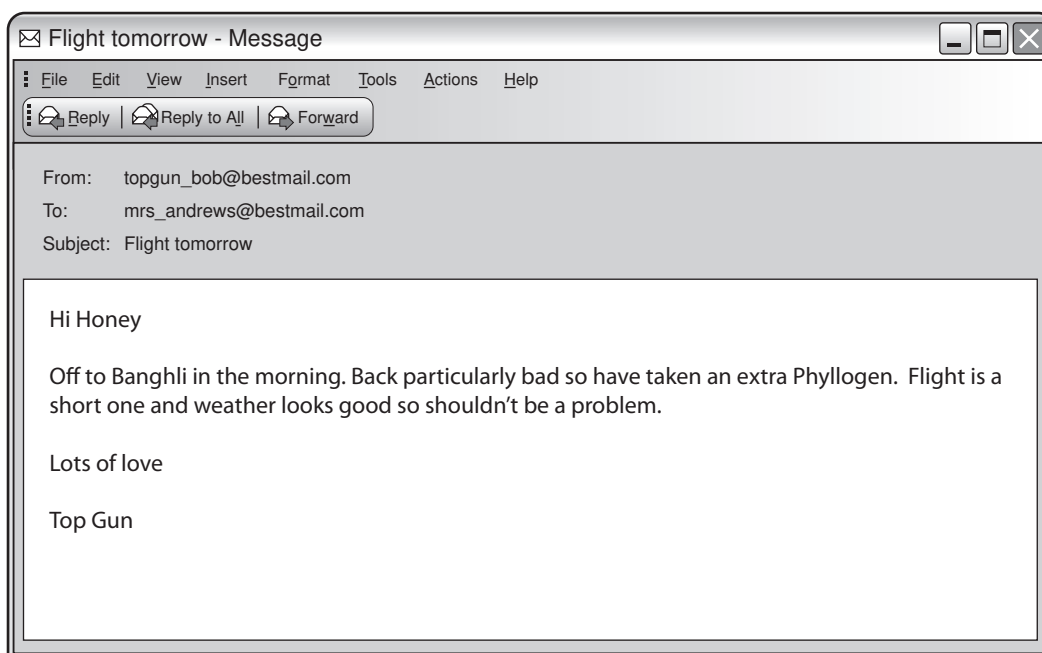 Flight tomorrow - Message
File Edit View Insert Format Tools Actions Help
Reply Reply to All Forward
From: topgun_bob@bestmail.com
To: mrs_andrews@bestmail.com
Subject: Flight tomorrow
Hi Honey
Off to Banghli in the morning. Back particularly bad so have taken an extra Phyllogen. Flight is a
short one and weather looks good so shouldn't be a problem.
Lots of love
Top Gun